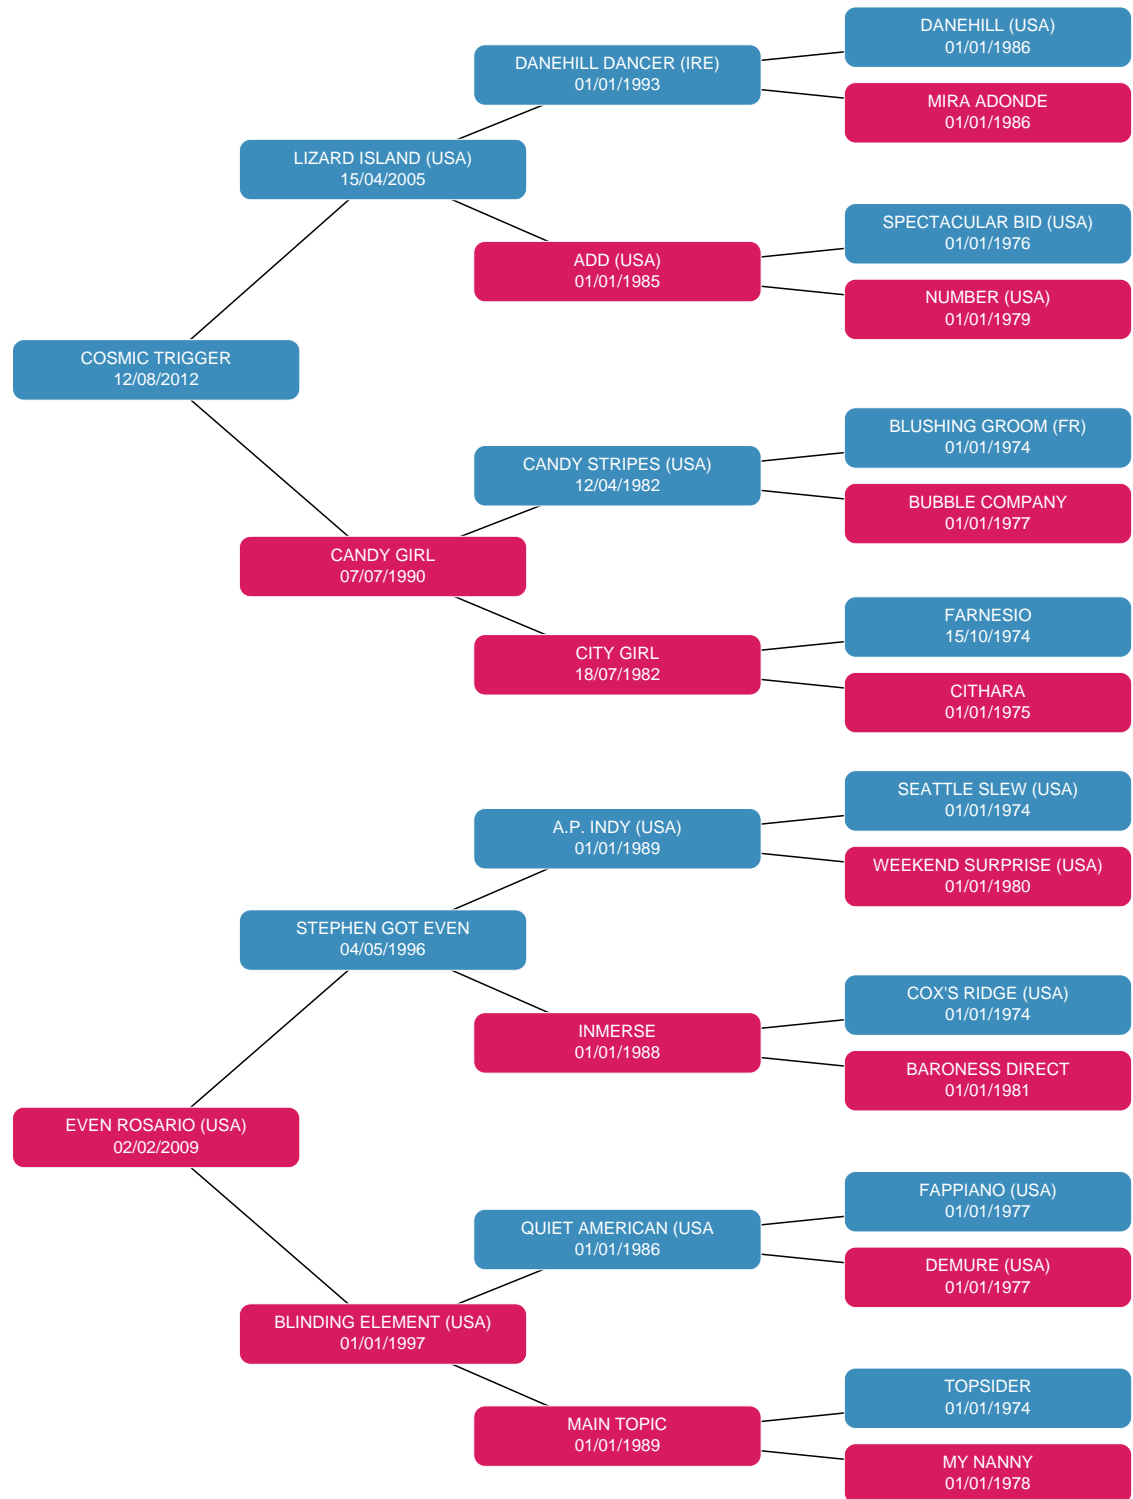 DANEHILL (USA)
01/01/1986
DANEHILL DANCER (IRE)
01/01/1993
MIRA ADONDE
01/01/1986
LIZARD ISLAND (USA)
15/04/2005
SPECTACULAR BID (USA)
01/01/1976
ADD (USA)
01/01/1985
NUMBER (USA)
01/01/1979
COSMIC TRIGGER
12/08/2012
BLUSHING GROOM (FR)
01/01/1974
CANDY STRIPES (USA)
12/04/1982
BUBBLE COMPANY
01/01/1977
CANDY GIRL
07/07/1990
FARNESIO
15/10/1974
CITY GIRL
18/07/1982
CITHARA
01/01/1975
SEATTLE SLEW (USA)
01/01/1974
A.P. INDY (USA)
01/01/1989
WEEKEND SURPRISE (USA)
01/01/1980
STEPHEN GOT EVEN
04/05/1996
COX'S RIDGE (USA)
01/01/1974
INMERSE
01/01/1988
BARONESS DIRECT
01/01/1981
EVEN ROSARIO (USA)
02/02/2009
FAPPIANO (USA)
01/01/1977
QUIET AMERICAN (USA
01/01/1986
DEMURE (USA)
01/01/1977
BLINDING ELEMENT (USA)
01/01/1997
TOPSIDER
01/01/1974
MAIN TOPIC
01/01/1989
MY NANNY
01/01/1978